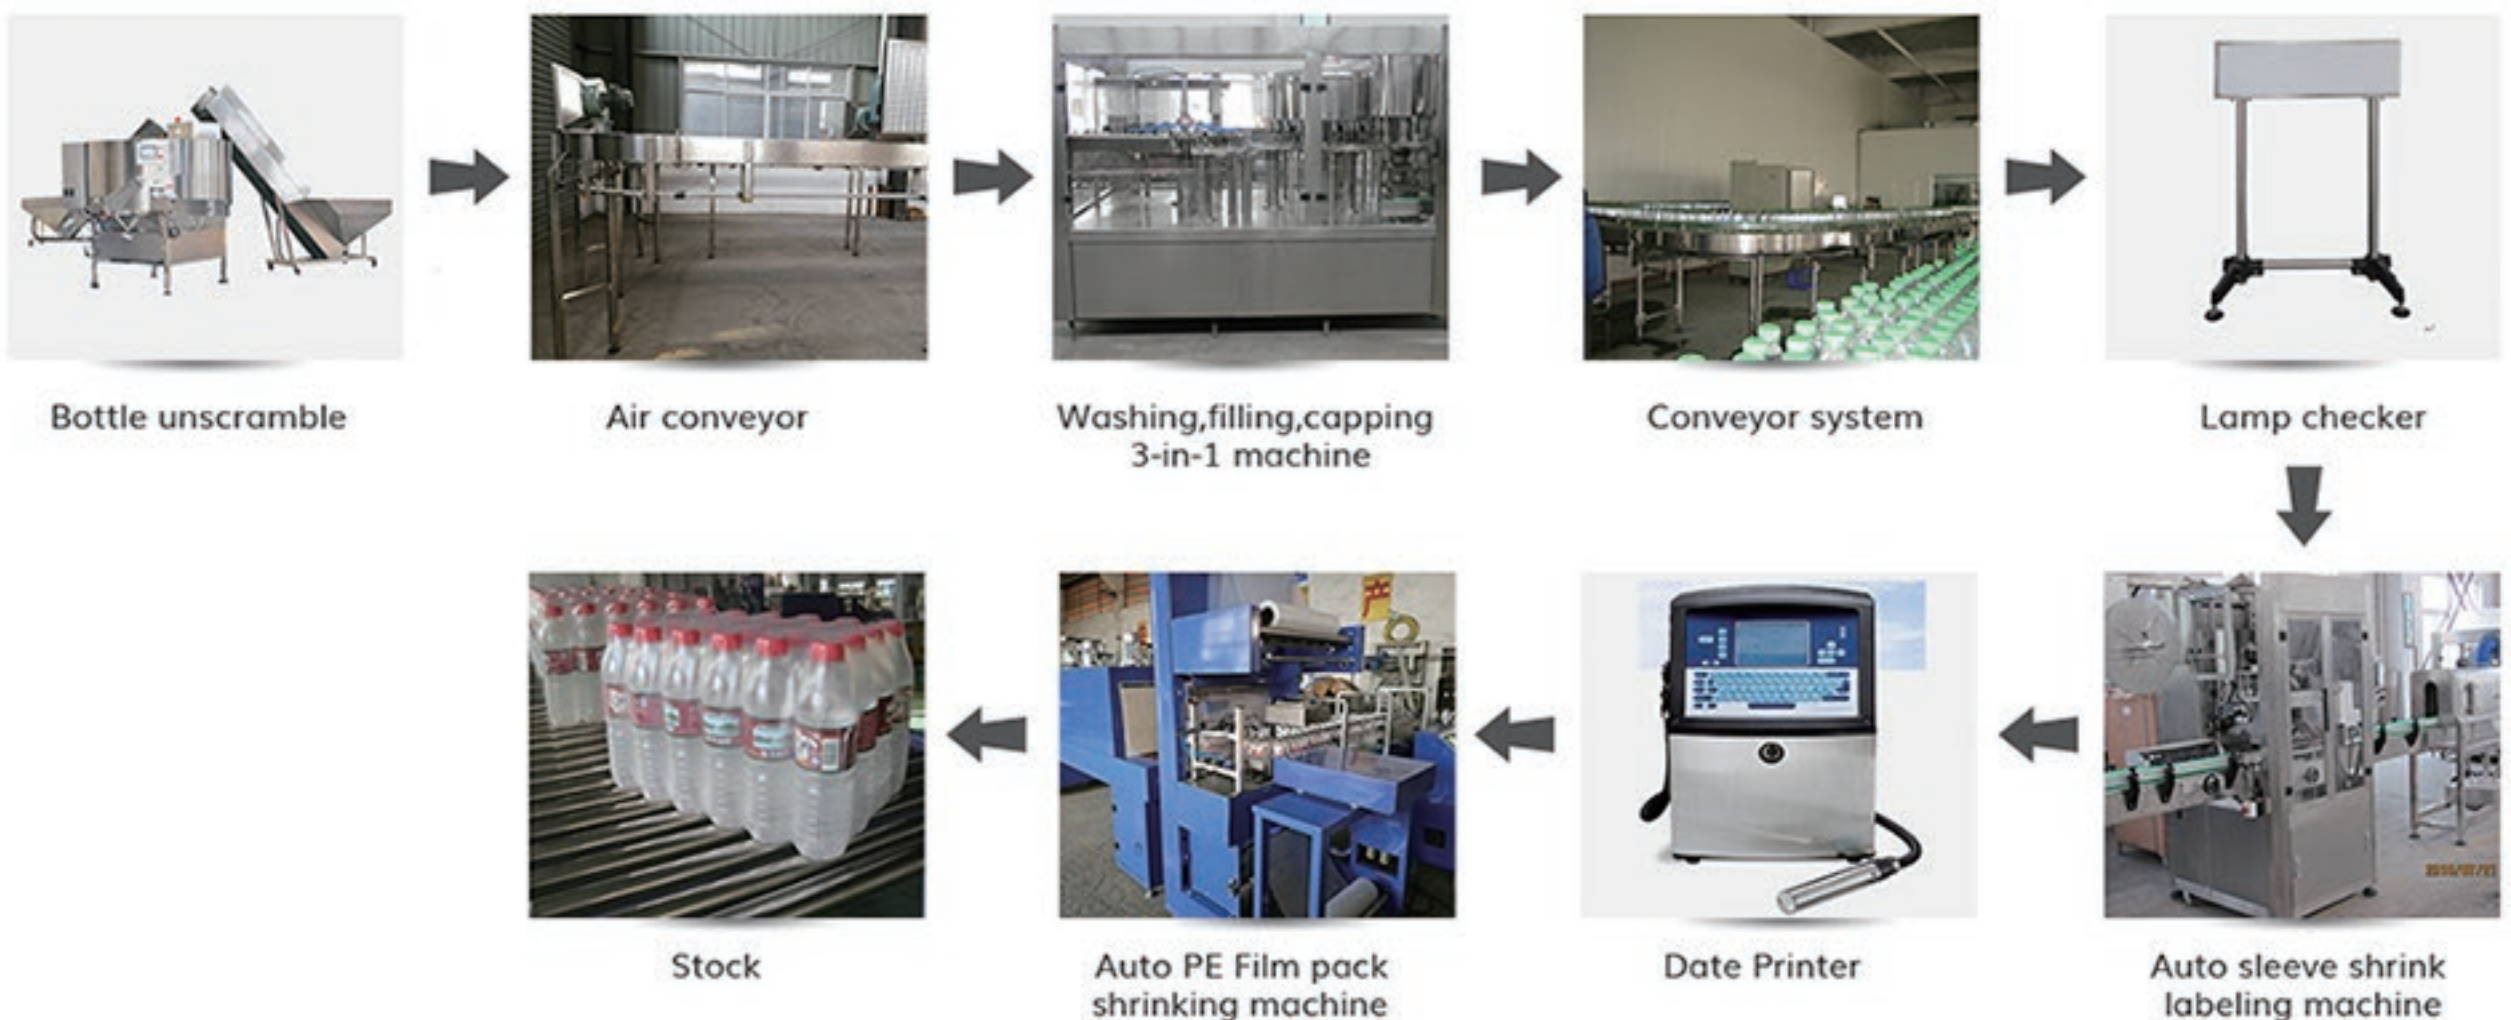 Bottle unscramble
Air conveyor
Washing,filling,capping
3-in-1 machine
Conveyor system
Lamp checker
产
Stock
Auto PE Film pack
shrinking machine
Date Printer
Auto sleeve shrink
labeling machine